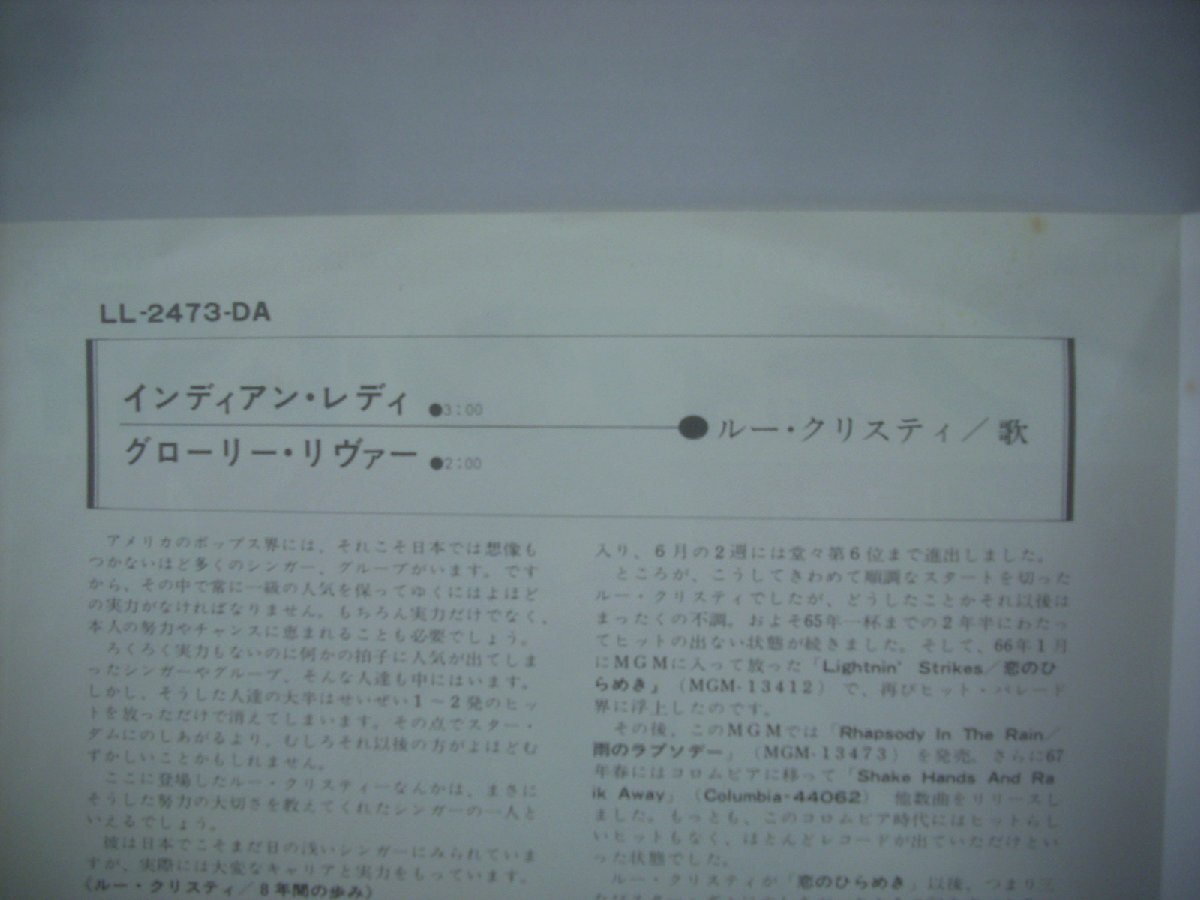 LL-2473-DA
インディアン・レディ ●3:00
グローリー・リヴァー ●2:00
●ルー・クリスティ／歌
アメリカのポップス界には、それこそ日本では想像も
つかないほど多くのシンガー、グループがいます。です
から、その中で常に一級の人気を保ってゆくにはよほど
の実力がなければなりません。もちろん実力だけでなく、
本人の努力やチャンスに恵まれることも必要でしょう。
ろくろく実力もないのに何かの拍子に人気が出てしま
ったシンガーやグループ、そんな人達も中にはいます。
しかし、そうした人達の大半はせいぜい1～2発のヒッ
トを放っただけで消えてしまいます。その点でスター・
ダムにのしあがるより、むしろそれ以後の方がよほどむ
ずかしいことかもしれません。
ここに登場したルー・クリスティーなんかは、まさに
そうした努力の大切さを教えてくれたシンガーの一人と
いえるでしょう。
彼は日本でこそまだ日の浅いシンガーにみられていま
すが、実際には大変なキャリアと実力をもっています。
《ルー・クリスティ／8年間の歩み》
入り、6月の2週には堂々第6位まで進出しました。
ところが、こうしてきわめて順調なスタートを切った
ルー・クリスティでしたが、どうしたことかそれ以後は
まったくの不調。およそ65年一杯までの2年半にわたっ
てヒットの出ない状態が続きました。そして、66年1月
にMGMに入って放った「Lightnin' Strikes／恋のひ
らめき」（MGM-13412）で、再びヒット・パレード
界に浮上したのです。
その後、このMGMでは「Rhapsody In The Rain／
雨のラプソデー」（MGM-13473）を発売。さらに67
年春にはコロムビアに移って「Shake Hands And Ra
ik Away」（Columbia-44062）他数曲をリリースし
ました。もっとも、このコロムビア時代にはヒットらし
いヒットもなく、ほとんどレコードが出ていただけとい
った状態でした。
ルー・クリスティが「恋のひらめき」以後、つまり三